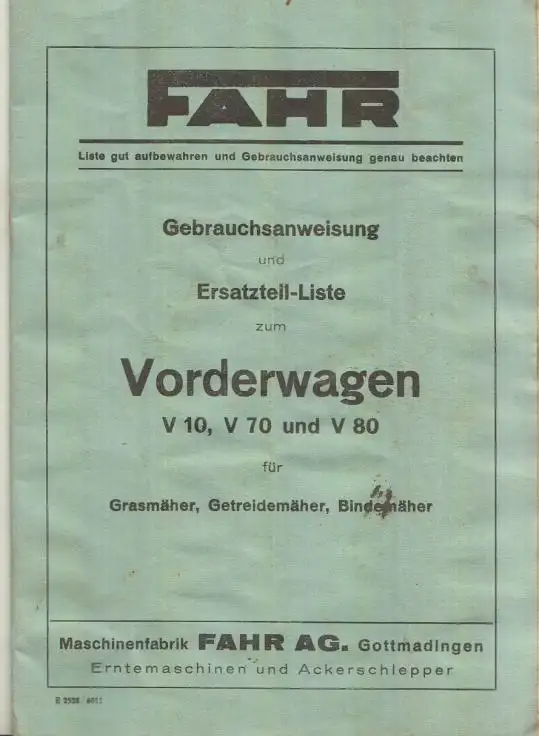 FAHR
Liste gut aufbewahren und Gebrauchsanweisung genau beachten
Gebrauchsanweisung
und
Ersatzteil-Liste
zum
Vorderwagen
V 10, V 70 und V 80
für
Grasmäher, Getreidemäher, Bindemäher
Maschinenfabrik FAHR AG. Gottmadingen
Erntemaschinen und Ackerschlepper